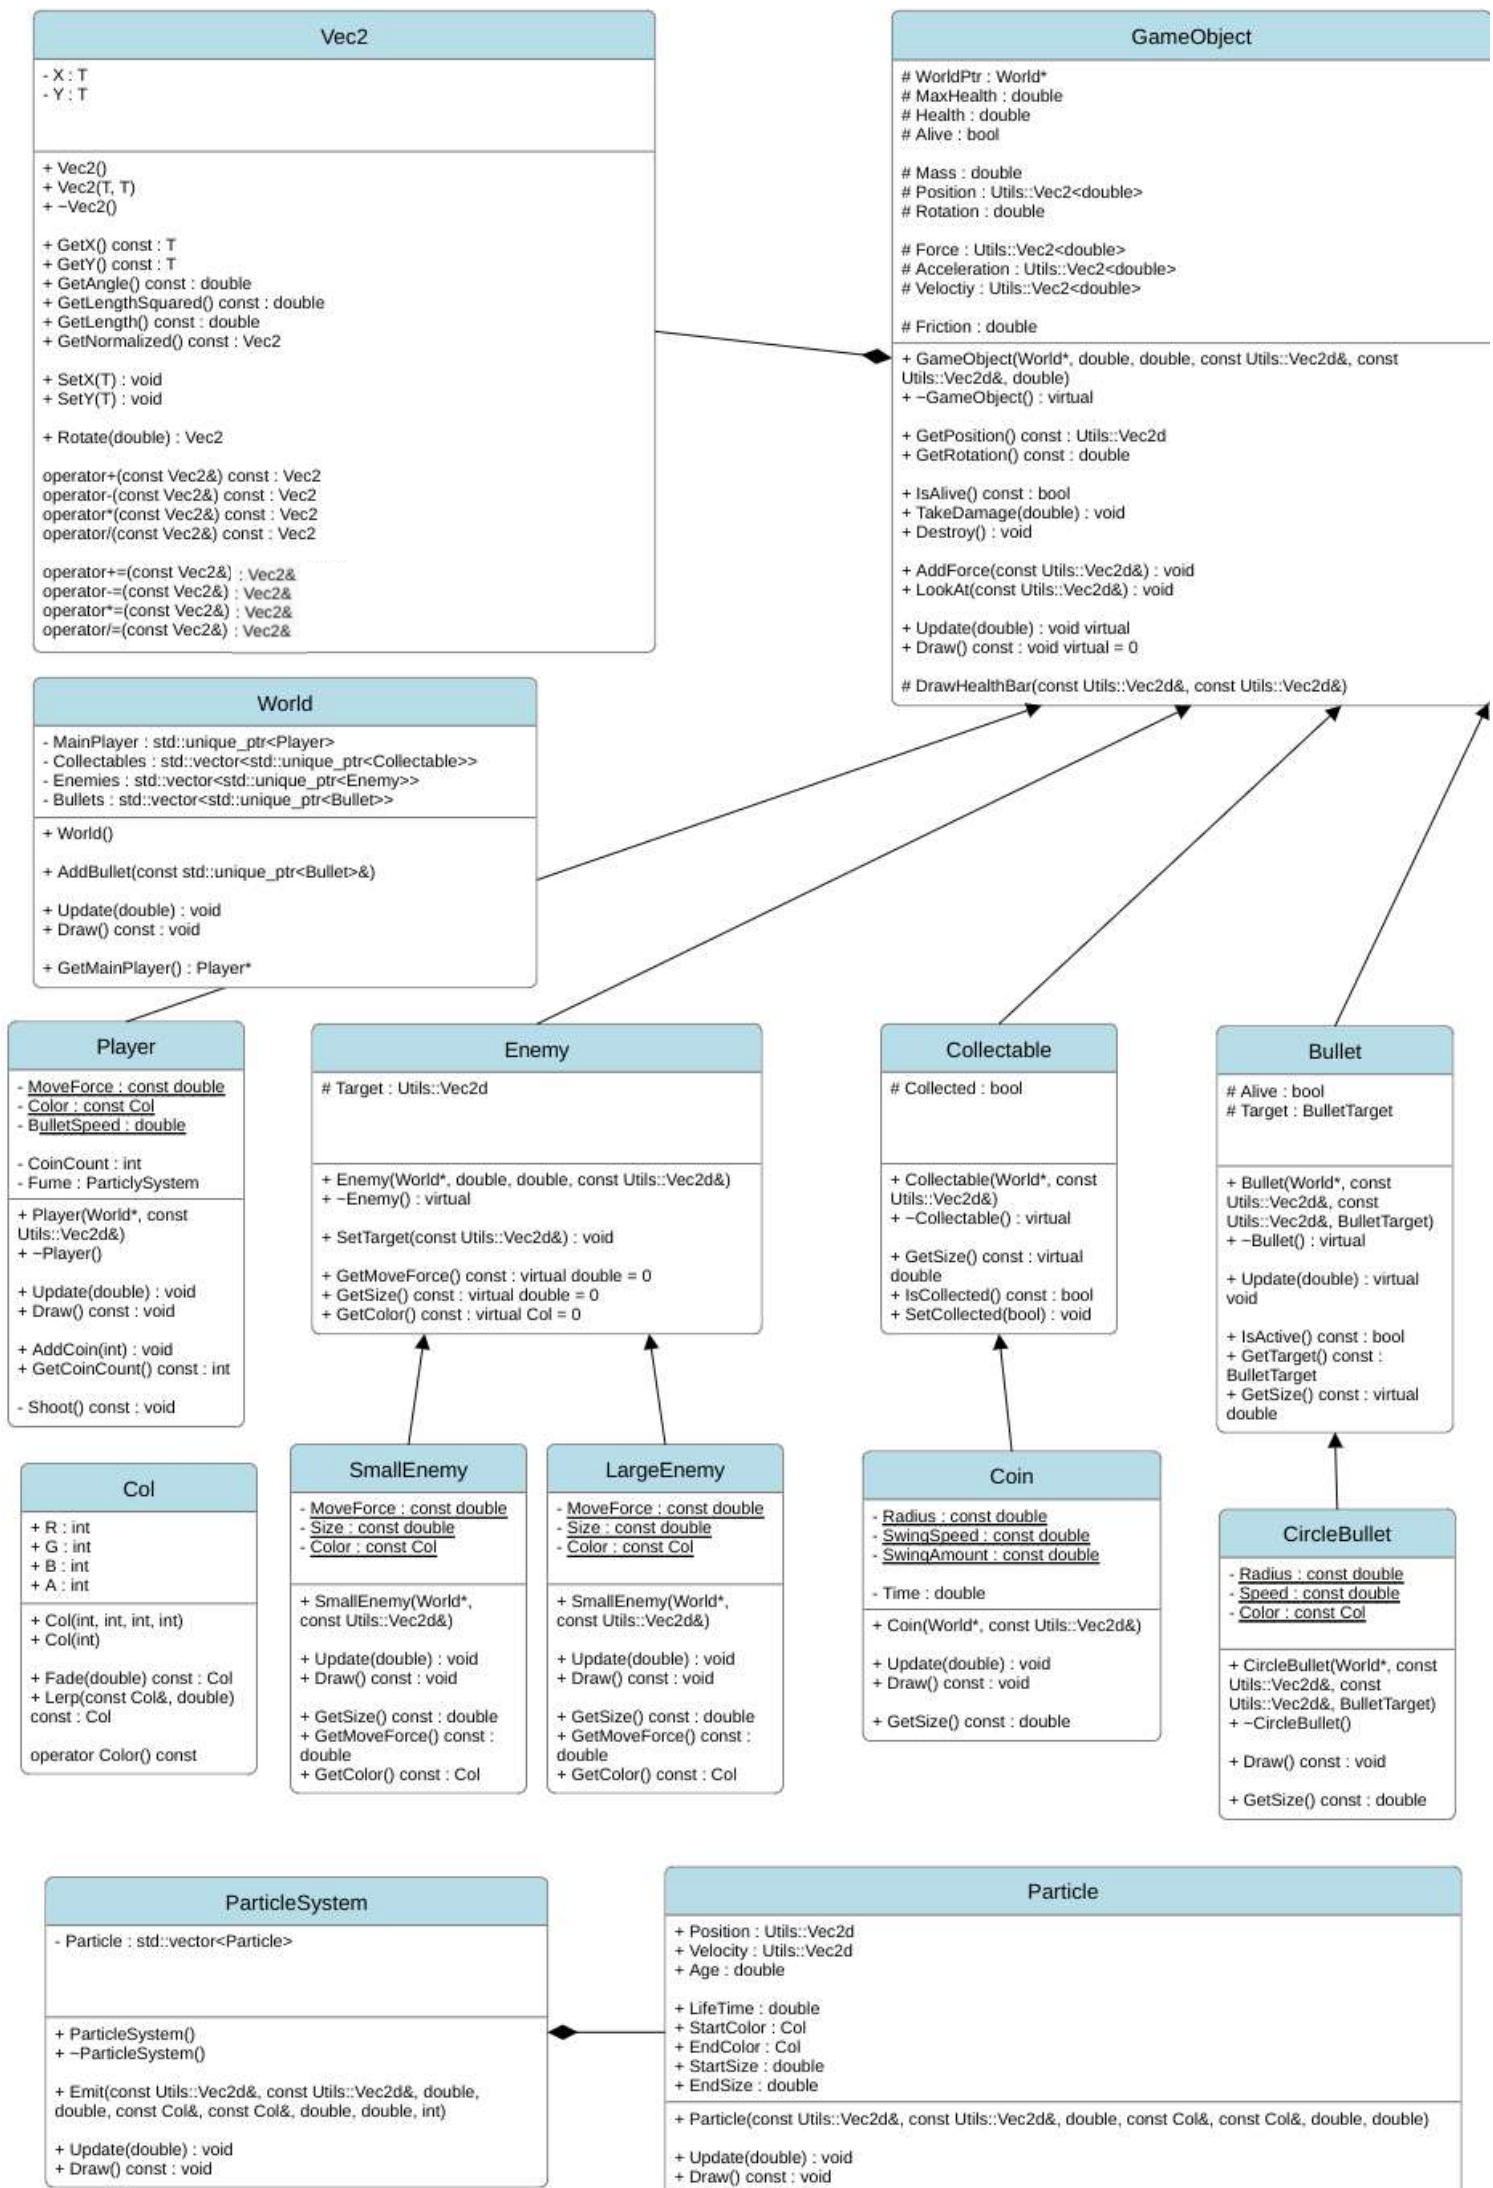 Vec2
- X : T
- Y : T
+ Vec2()
+ Vec2(T, T)
+ ~Vec2()
+ GetX() const : T
+ GetY() const : T
+ GetAngle() const : double
+ GetLengthSquared() const : double
+ GetLength() const : double
+ GetNormalized() const : Vec2
+ SetX(T) : void
+ SetY(T) : void
+ Rotate(double) : Vec2
operator+(const Vec2&) const : Vec2
operator-(const Vec2&) const : Vec2
operator*(const Vec2&) const : Vec2
operator/(const Vec2&) const : Vec2
operator+=(const Vec2&) : Vec2&
operator-=(const Vec2&) : Vec2&
operator*=(const Vec2&) : Vec2&
operator/=(const Vec2&) : Vec2&
GameObject
# WorldPtr : World*
# MaxHealth : double
# Health : double
# Alive : bool
# Mass : double
# Position : Utils::Vec2<double>
# Rotation : double
# Force : Utils::Vec2<double>
# Acceleration : Utils::Vec2<double>
# Veloctiy : Utils::Vec2<double>
# Friction : double
+ GameObject(World*, double, double, const Utils::Vec2d&, const
Utils::Vec2d&, double)
+ ~GameObject() : virtual
+ GetPosition() const : Utils::Vec2d
+ GetRotation() const : double
+ IsAlive() const : bool
+ TakeDamage(double) : void
+ Destroy() : void
+ AddForce(const Utils::Vec2d&) : void
+ LookAt(const Utils::Vec2d&) : void
+ Update(double) : void virtual
+ Draw() const : void virtual = 0
# DrawHealthBar(const Utils::Vec2d&, const Utils::Vec2d&)
World
- MainPlayer : std::unique_ptr<Player>
- Collectables : std::vector<std::unique_ptr<Collectable>>
- Enemies : std::vector<std::unique_ptr<Enemy>>
- Bullets : std::vector<std::unique_ptr<Bullet>>
+ World()
+ AddBullet(const std::unique_ptr<Bullet>&)
+ Update(double) : void
+ Draw() const : void
+ GetMainPlayer() : Player*
Player
- MoveForce : const double
- Color : const Col
- BulletSpeed : double
- CoinCount : int
- Fume : ParticlySystem
+ Player(World*, const
Utils::Vec2d&)
+ ~Player()
+ Update(double) : void
+ Draw() const : void
+ AddCoin(int) : void
+ GetCoinCount() const : int
- Shoot() const : void
Enemy
# Target : Utils::Vec2d
+ Enemy(World*, double, double, const Utils::Vec2d&)
+ ~Enemy() : virtual
+ SetTarget(const Utils::Vec2d&) : void
+ GetMoveForce() const : virtual double = 0
+ GetSize() const : virtual double = 0
+ GetColor() const : virtual Col = 0
Collectable
# Collected : bool
+ Collectable(World*, const
Utils::Vec2d&)
+ ~Collectable() : virtual
+ GetSize() const : virtual
double
+ IsCollected() const : bool
+ SetCollected(bool) : void
Bullet
# Alive : bool
# Target : BulletTarget
+ Bullet(World*, const
Utils::Vec2d&, const
Utils::Vec2d&, BulletTarget)
+ ~Bullet() : virtual
+ Update(double) : virtual
void
+ IsActive() const : bool
+ GetTarget() const :
BulletTarget
+ GetSize() const : virtual
double
Col
+ R : int
+ G : int
+ B : int
+ A : int
+ Col(int, int, int, int)
+ Col(int)
+ Fade(double) const : Col
+ Lerp(const Col&, double)
const : Col
operator Color() const
SmallEnemy
- MoveForce : const double
- Size : const double
- Color : const Col
+ SmallEnemy(World*,
const Utils::Vec2d&)
+ Update(double) : void
+ Draw() const : void
+ GetSize() const : double
+ GetMoveForce() const :
double
+ GetColor() const : Col
LargeEnemy
- MoveForce : const double
- Size : const double
- Color : const Col
+ SmallEnemy(World*,
const Utils::Vec2d&)
+ Update(double) : void
+ Draw() const : void
+ GetSize() const : double
+ GetMoveForce() const :
double
+ GetColor() const : Col
Coin
- Radius : const double
- SwingSpeed : const double
- SwingAmount : const double
- Time : double
+ Coin(World*, const Utils::Vec2d&)
+ Update(double) : void
+ Draw() const : void
+ GetSize() const : double
CircleBullet
- Radius : const double
- Speed : const double
- Color : const Col
+ CircleBullet(World*, const
Utils::Vec2d&, const
Utils::Vec2d&, BulletTarget)
+ ~CircleBullet()
+ Draw() const : void
+ GetSize() const : double
ParticleSystem
- Particle : std::vector<Particle>
+ ParticleSystem()
+ ~ParticleSystem()
+ Emit(const Utils::Vec2d&, const Utils::Vec2d&, double,
double, const Col&, const Col&, double, double, int)
+ Update(double) : void
+ Draw() const : void
Particle
+ Position : Utils::Vec2d
+ Velocity : Utils::Vec2d
+ Age : double
+ LifeTime : double
+ StartColor : Col
+ EndColor : Col
+ StartSize : double
+ EndSize : double
+ Particle(const Utils::Vec2d&, const Utils::Vec2d&, double, const Col&, const Col&, double, double)
+ Update(double) : void
+ Draw() const : void